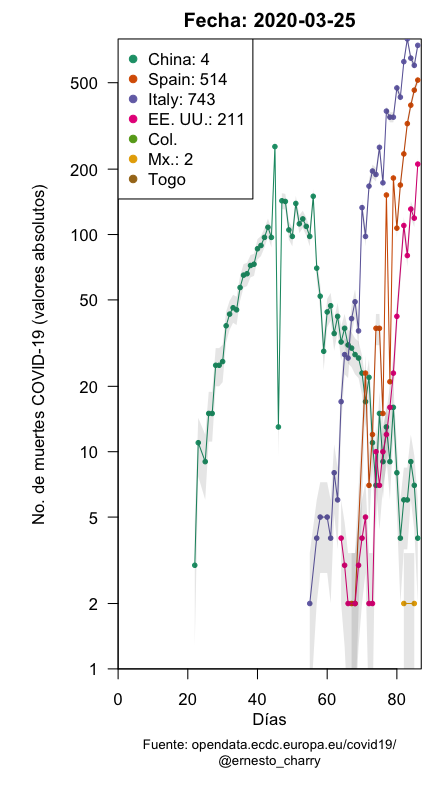 Fecha: 2020-03-25
China: 4
Spain: 514
Italy: 743
EE. UU.: 211
Col.
Mx.: 2
Togo
No. de muertes COVID-19 (valores absolutos)
500
200
100
50
20
10
5
2
1
0 20 40 60 80
Días
Fuente: opendata.ecdc.europa.eu/covid19/
@ernesto_charry